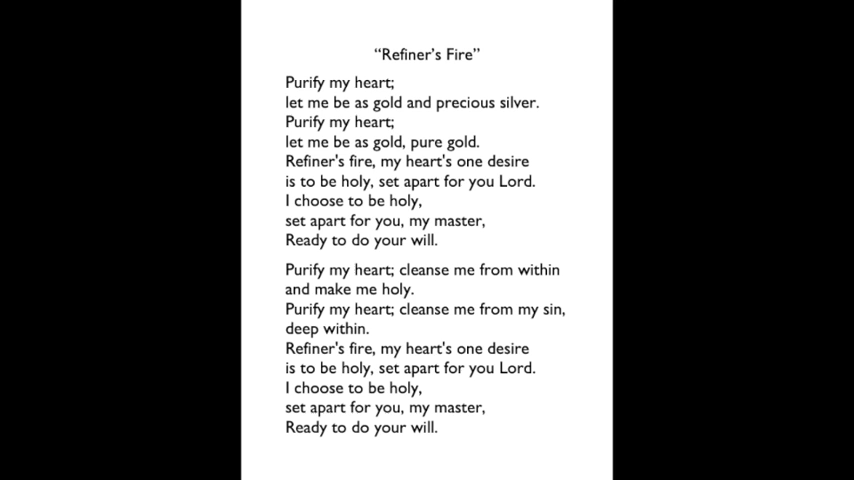 “Refiner’s Fire”
Purify my heart;
let me be as gold and precious silver.
Purify my heart;
let me be as gold, pure gold.
Refiner's fire, my heart's one desire
is to be holy, set apart for you Lord.
I choose to be holy,
set apart for you, my master,
Ready to do your will.
Purify my heart; cleanse me from within
and make me holy.
Purify my heart; cleanse me from my sin,
deep within.
Refiner's fire, my heart's one desire
is to be holy, set apart for you Lord.
I choose to be holy,
set apart for you, my master,
Ready to do your will.